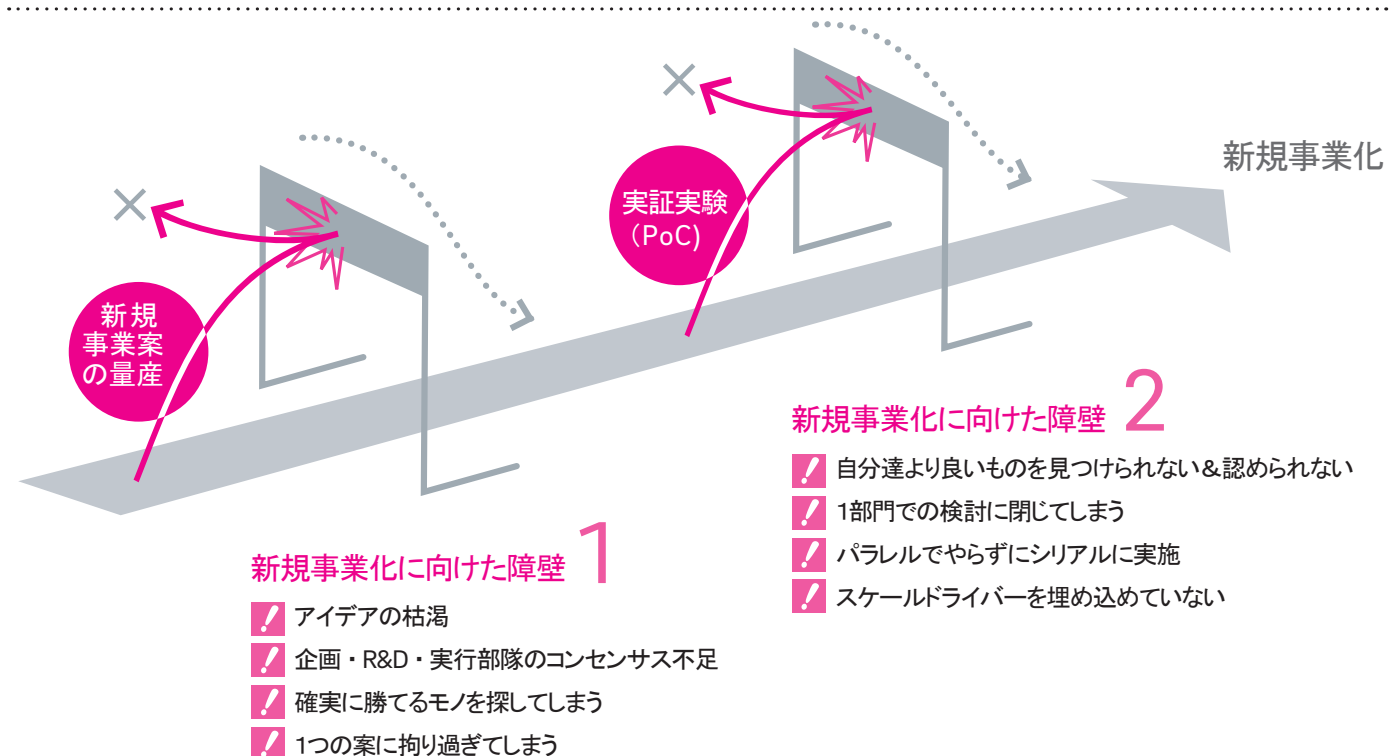 新規事業化
実証実験
（PoC)
新規
事業案
の量産
新規事業化に向けた障壁 2
! 自分達より良いものを見つけられない＆認められない
! 1部門での検討に閉じてしまう
! パラレルでやらずにシリアルに実施
! スケールドライバーを埋め込めていない
新規事業化に向けた障壁 1
! アイデアの枯渇
! 企画・R&D・実行部隊のコンセンサス不足
! 確実に勝てるモノを探してしまう
! 1つの案に拘り過ぎてしまう